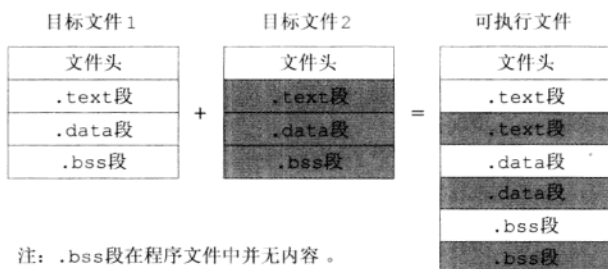 目标文件1 目标文件2 可执行文件
文件头 文件头 文件头
.text段 .text段 .text段
+ =
.data段 .data段 .text段
.bss段 .bss段 .data段
.data段
.bss段
注: .bss段在程序文件中并无内容。 .bss段